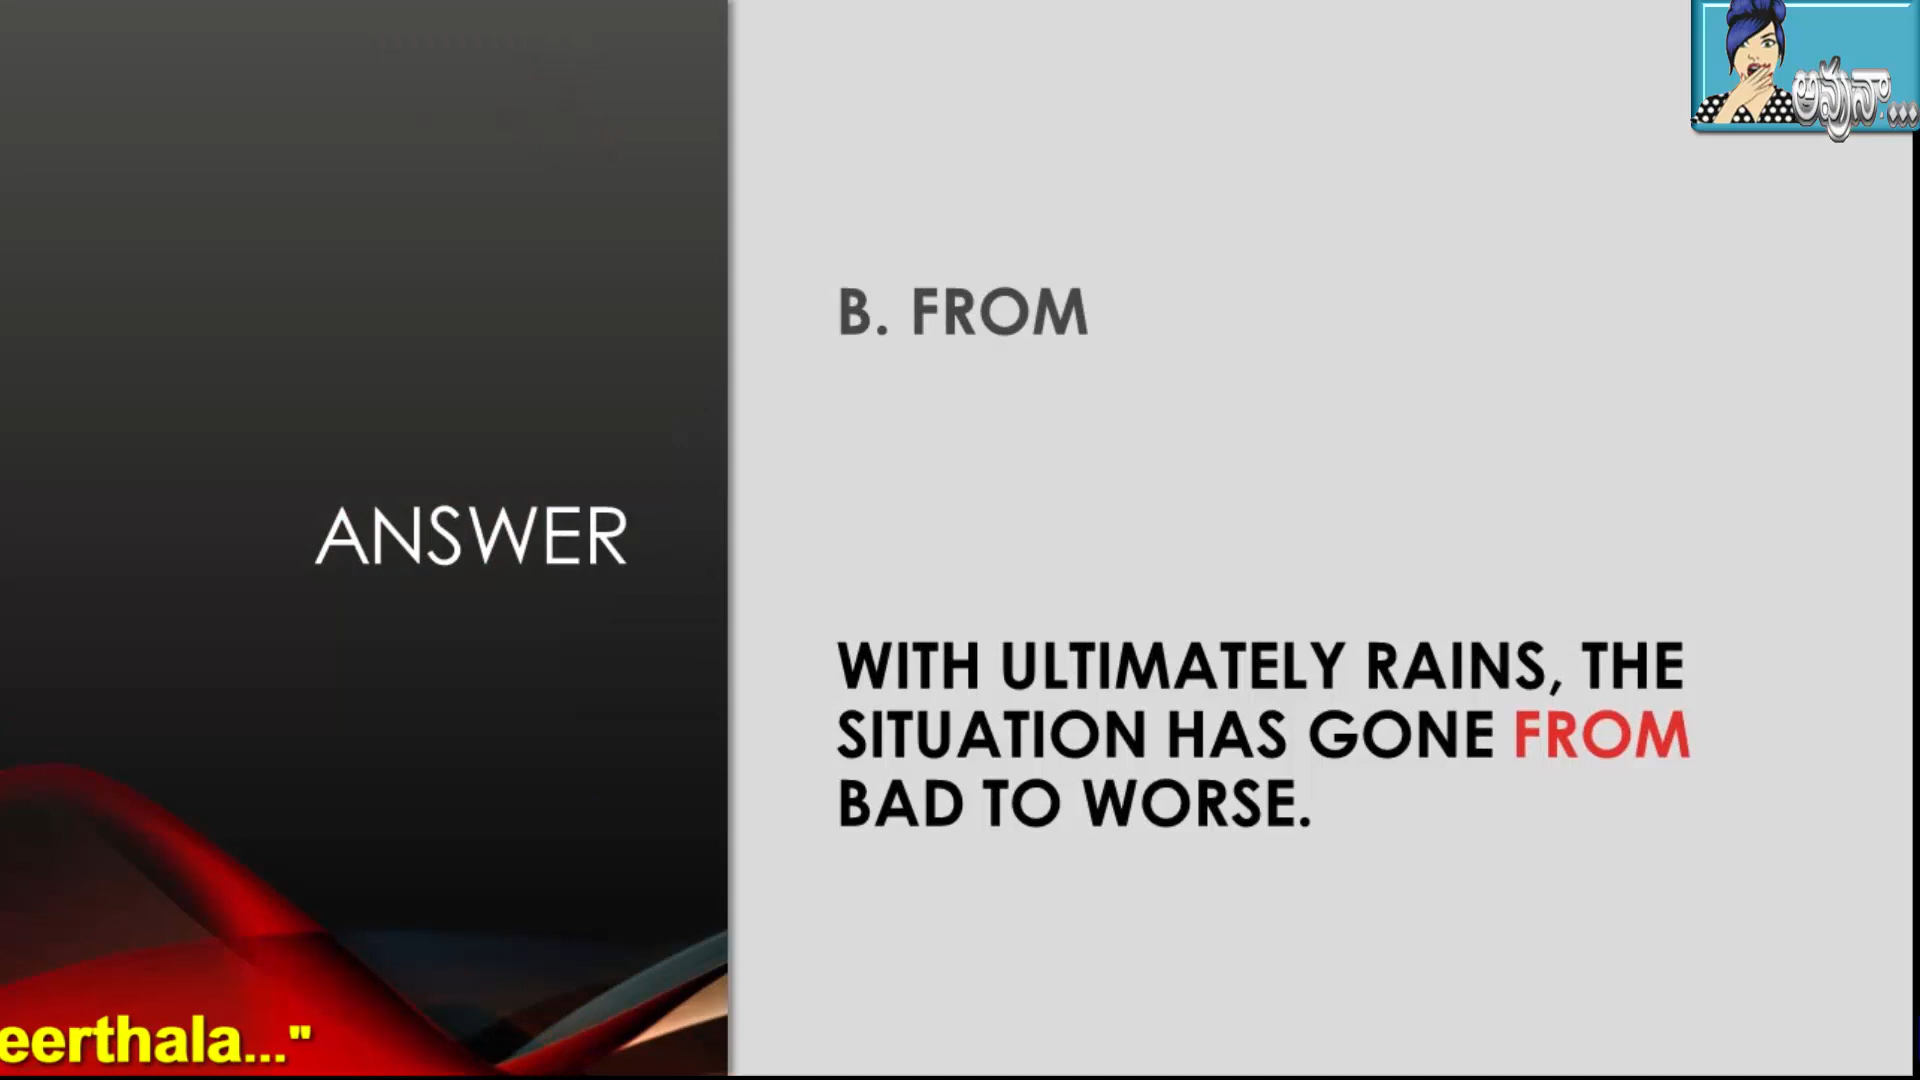 అవునా...
B. FROM
ANSWER
WITH ULTIMATELY RAINS, THE
SITUATION HAS GONE FROM
BAD TO WORSE.
eerthala..."